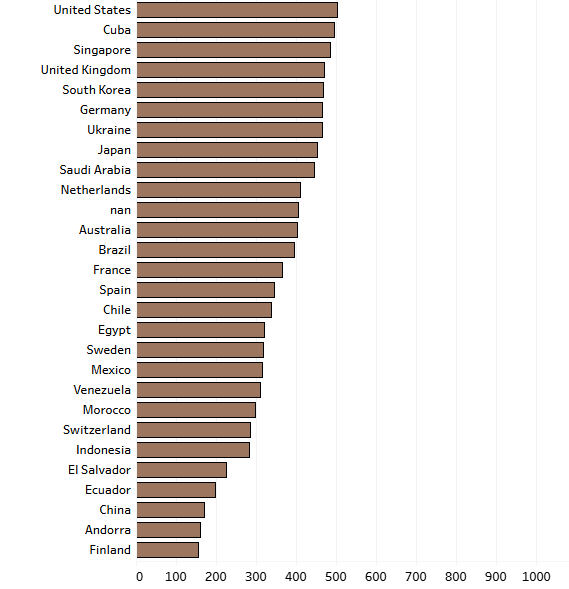 United States
Cuba
Singapore
United Kingdom
South Korea
Germany
Ukraine
Japan
Saudi Arabia
Netherlands
nan
Australia
Brazil
France
Spain
Chile
Egypt
Sweden
Mexico
Venezuela
Morocco
Switzerland
Indonesia
El Salvador
Ecuador
China
Andorra
Finland
0 100 200 300 400 500 600 700 800 900 1000